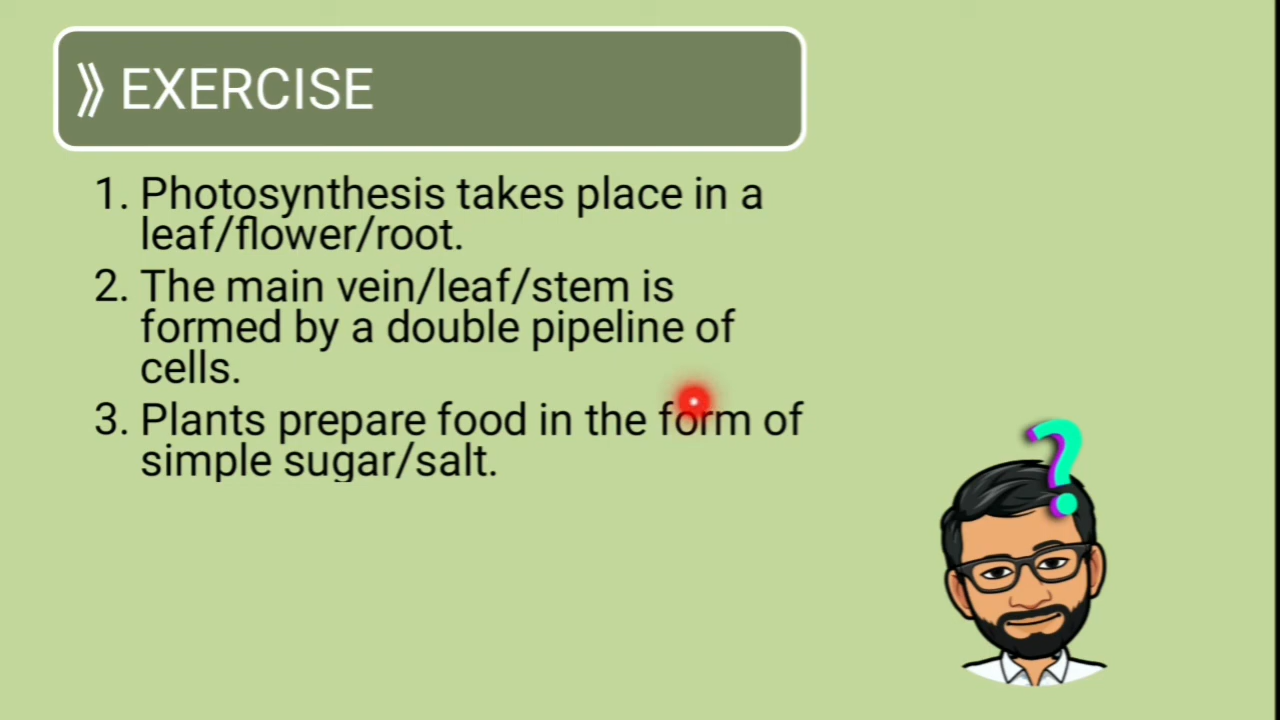 》EXERCISE
1. Photosynthesis takes place in a
leaf/flower/root.
2. The main vein/leaf/stem is
formed by a double pipeline of
cells.
3. Plants prepare food in the form of
simple sugar/salt.
?